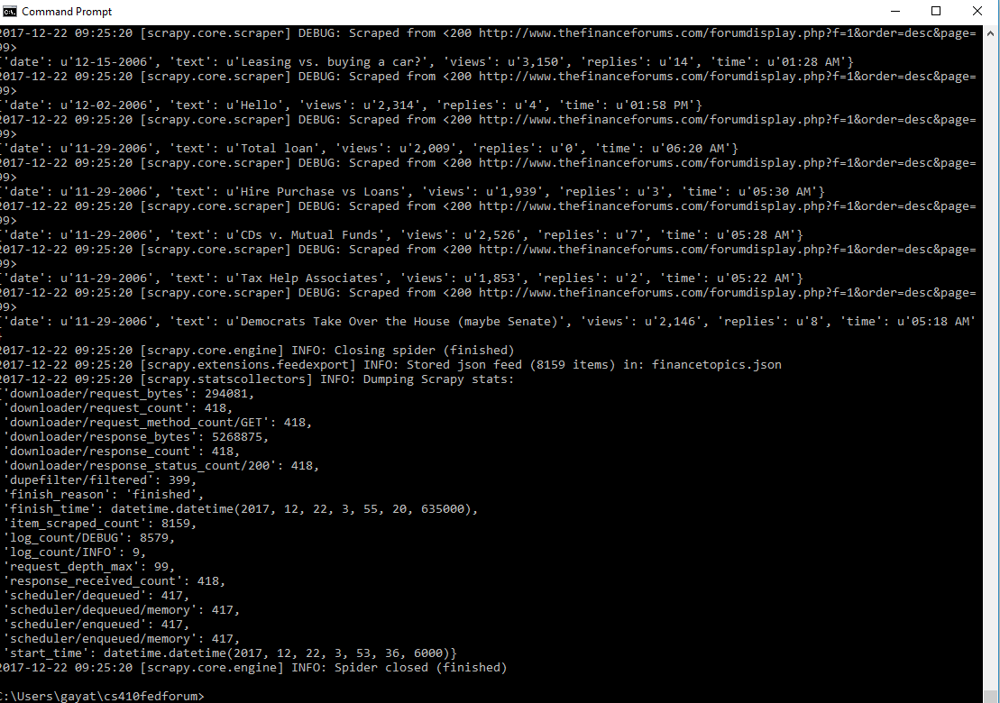 Command Prompt
2017-12-22 09:25:20 [scrapy.core.scraper] DEBUG: Scraped from <200 http://www.thefinanceforums.com/forumdisplay.php?f=1&order=desc&page=
99>
{'date': u'12-15-2006', 'text': u'Leasing vs. buying a car?', 'views': u'3,150', 'replies': u'14', 'time': u'01:28 AM'}
2017-12-22 09:25:20 [scrapy.core.scraper] DEBUG: Scraped from <200 http://www.thefinanceforums.com/forumdisplay.php?f=1&order=desc&page=
99>
{'date': u'12-02-2006', 'text': u'Hello', 'views': u'2,314', 'replies': u'4', 'time': u'01:58 PM'}
2017-12-22 09:25:20 [scrapy.core.scraper] DEBUG: Scraped from <200 http://www.thefinanceforums.com/forumdisplay.php?f=1&order=desc&page=
99>
{'date': u'11-29-2006', 'text': u'Total loan', 'views': u'2,009', 'replies': u'0', 'time': u'06:20 AM'}
2017-12-22 09:25:20 [scrapy.core.scraper] DEBUG: Scraped from <200 http://www.thefinanceforums.com/forumdisplay.php?f=1&order=desc&page=
99>
{'date': u'11-29-2006', 'text': u'Hire Purchase vs Loans', 'views': u'1,939', 'replies': u'3', 'time': u'05:30 AM'}
2017-12-22 09:25:20 [scrapy.core.scraper] DEBUG: Scraped from <200 http://www.thefinanceforums.com/forumdisplay.php?f=1&order=desc&page=
99>
{'date': u'11-29-2006', 'text': u'CDs v. Mutual Funds', 'views': u'2,526', 'replies': u'7', 'time': u'05:28 AM'}
2017-12-22 09:25:20 [scrapy.core.scraper] DEBUG: Scraped from <200 http://www.thefinanceforums.com/forumdisplay.php?f=1&order=desc&page=
99>
{'date': u'11-29-2006', 'text': u'Tax Help Associates', 'views': u'1,853', 'replies': u'2', 'time': u'05:22 AM'}
2017-12-22 09:25:20 [scrapy.core.scraper] DEBUG: Scraped from <200 http://www.thefinanceforums.com/forumdisplay.php?f=1&order=desc&page=
99>
{'date': u'11-29-2006', 'text': u'Democrats Take Over the House (maybe Senate)', 'views': u'2,146', 'replies': u'8', 'time': u'05:18 AM'
}
2017-12-22 09:25:20 [scrapy.core.engine] INFO: Closing spider (finished)
2017-12-22 09:25:20 [scrapy.extensions.feedexport] INFO: Stored json feed (8159 items) in: financetopics.json
2017-12-22 09:25:20 [scrapy.statscollectors] INFO: Dumping Scrapy stats:
{'downloader/request_bytes': 294081,
'downloader/request_count': 418,
'downloader/request_method_count/GET': 418,
'downloader/response_bytes': 5268875,
'downloader/response_count': 418,
'downloader/response_status_count/200': 418,
'dupefilter/filtered': 399,
'finish_reason': 'finished',
'finish_time': datetime.datetime(2017, 12, 22, 3, 55, 20, 635000),
'item_scraped_count': 8159,
'log_count/DEBUG': 8579,
'log_count/INFO': 9,
'request_depth_max': 99,
'response_received_count': 418,
'scheduler/dequeued': 417,
'scheduler/dequeued/memory': 417,
'scheduler/enqueued': 417,
'scheduler/enqueued/memory': 417,
'start_time': datetime.datetime(2017, 12, 22, 3, 53, 36, 6000)}
2017-12-22 09:25:20 [scrapy.core.engine] INFO: Spider closed (finished)
C:\Users\gayat\cs410fedforum>